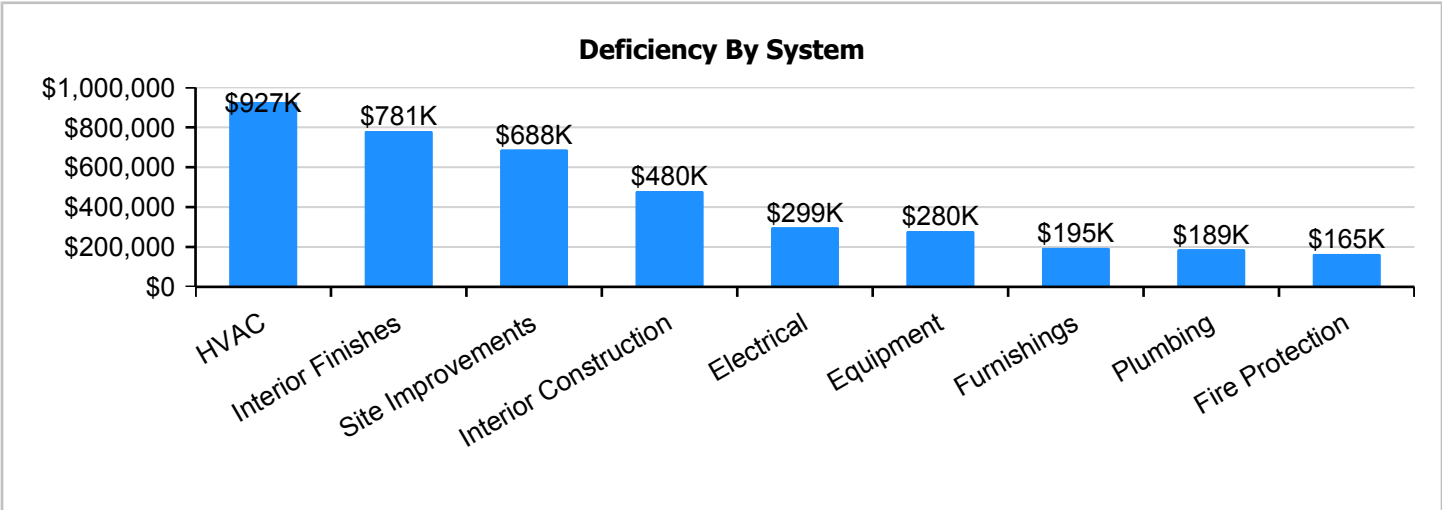 Deficiency By System
$1,000,000
$800,000
$600,000
$400,000
$200,000
$0
$927K
$781K
$688K
$480K
$299K
$280K
$195K
$189K
$165K
HVAC
Interior Finishes
Site Improvements
Interior Construction
Electrical
Equipment
Furnishings
Plumbing
Fire Protection